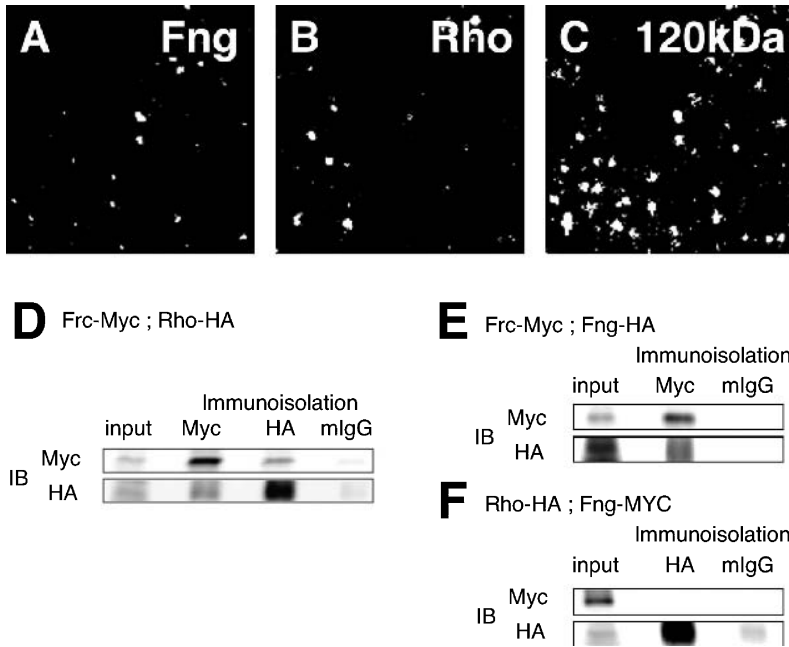 A Fng
B Rho
C 120kDa
D Frc-Myc ; Rho-HA
Immunoisolation
input Myc HA mIgG
IB
Myc
HA
E Frc-Myc ; Fng-HA
Immunoisolation
input Myc mIgG
IB
Myc
HA
F Rho-HA ; Fng-MYC
Immunoisolation
input HA mIgG
IB
Myc
HA